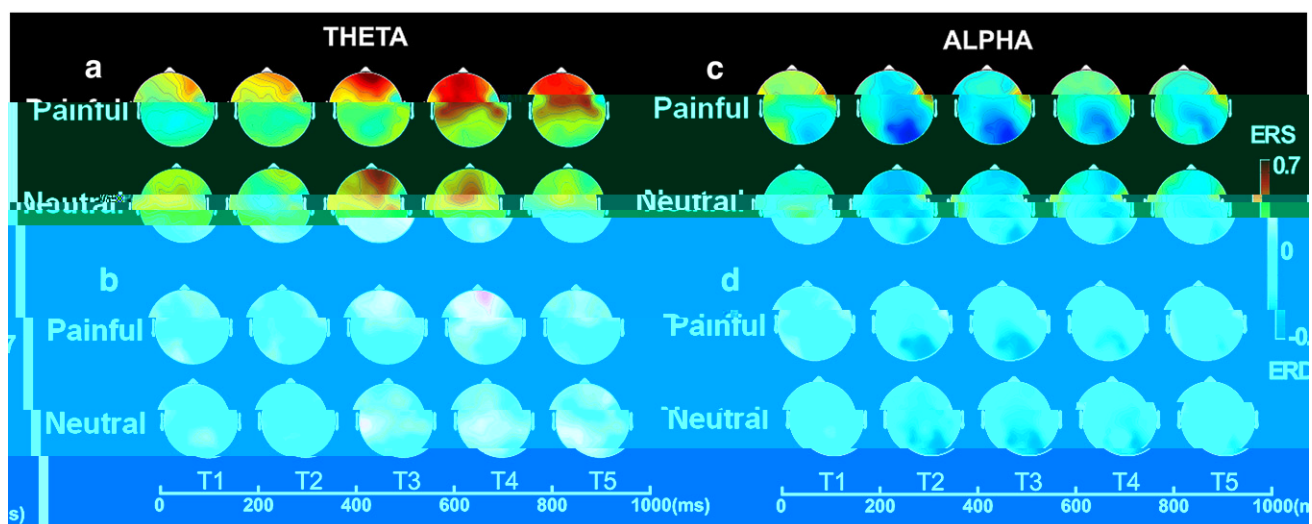 THETA
ALPHA
a
c
Painful
Painful
ERS
0.7
Neutral
Neutral
0
b
d
Painful
Painful
-0.
ERD
Neutral
Neutral
T1 T2 T3 T4 T5
T1 T2 T3 T4 T5
0 200 400 600 800 1000(ms)
0 200 400 600 800 1000(m
s)